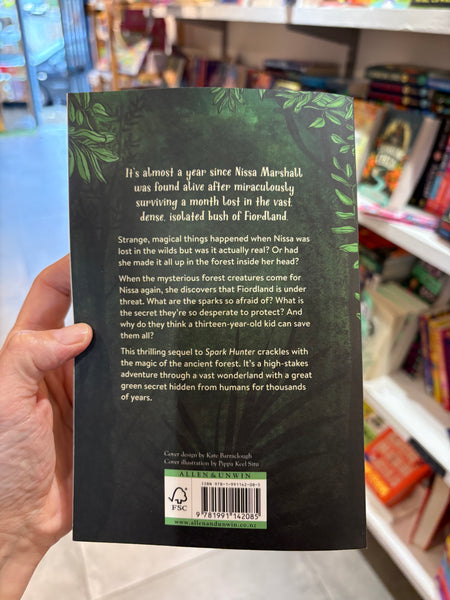 It's almost a year since Nissa Marshall
was found alive after miraculously
surviving a month lost in the vast
dense, isolated bush of Fiordland.
Strange, magical things happened when Nissa was
lost in the wilds but was it actually real? Or had
she made it all up in the forest inside her head?
When the mysterious forest creatures come for
Nissa again, she discovers that Fiordland is under
threat. What are the sparks so afraid of? What is
the secret they're so desperate to protect? And
why do they think a thirteen-year-old kid can save
them all?
This thrilling sequel to Spark Hunter crackles with
the magic of the ancient forest. It's a high-stakes
adventure through a vast wonderland with a great
green secret hidden from humans for thousands
of years.
Cover design by Kate Barraclough
Cover illustration by Pippa Keel Situ
ALLEN & UNWIN
ISBN 978-1-991142-08-5
FSC
9 781991 142085
www.allenandunwin.co.nz